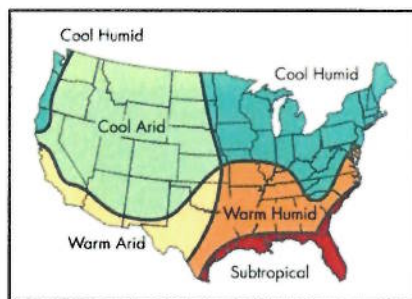 Cool Humid
Cool Humid
Cool Arid
Warm Humid
Warm Arid
Subtropical